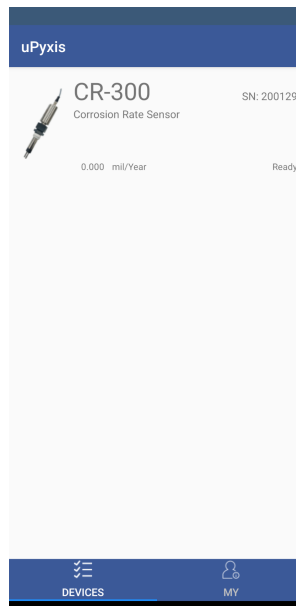 uPyxis
CR-300
SN: 200129
Corrosion Rate Sensor
0.000 mil/Year
Ready
DEVICES
MY